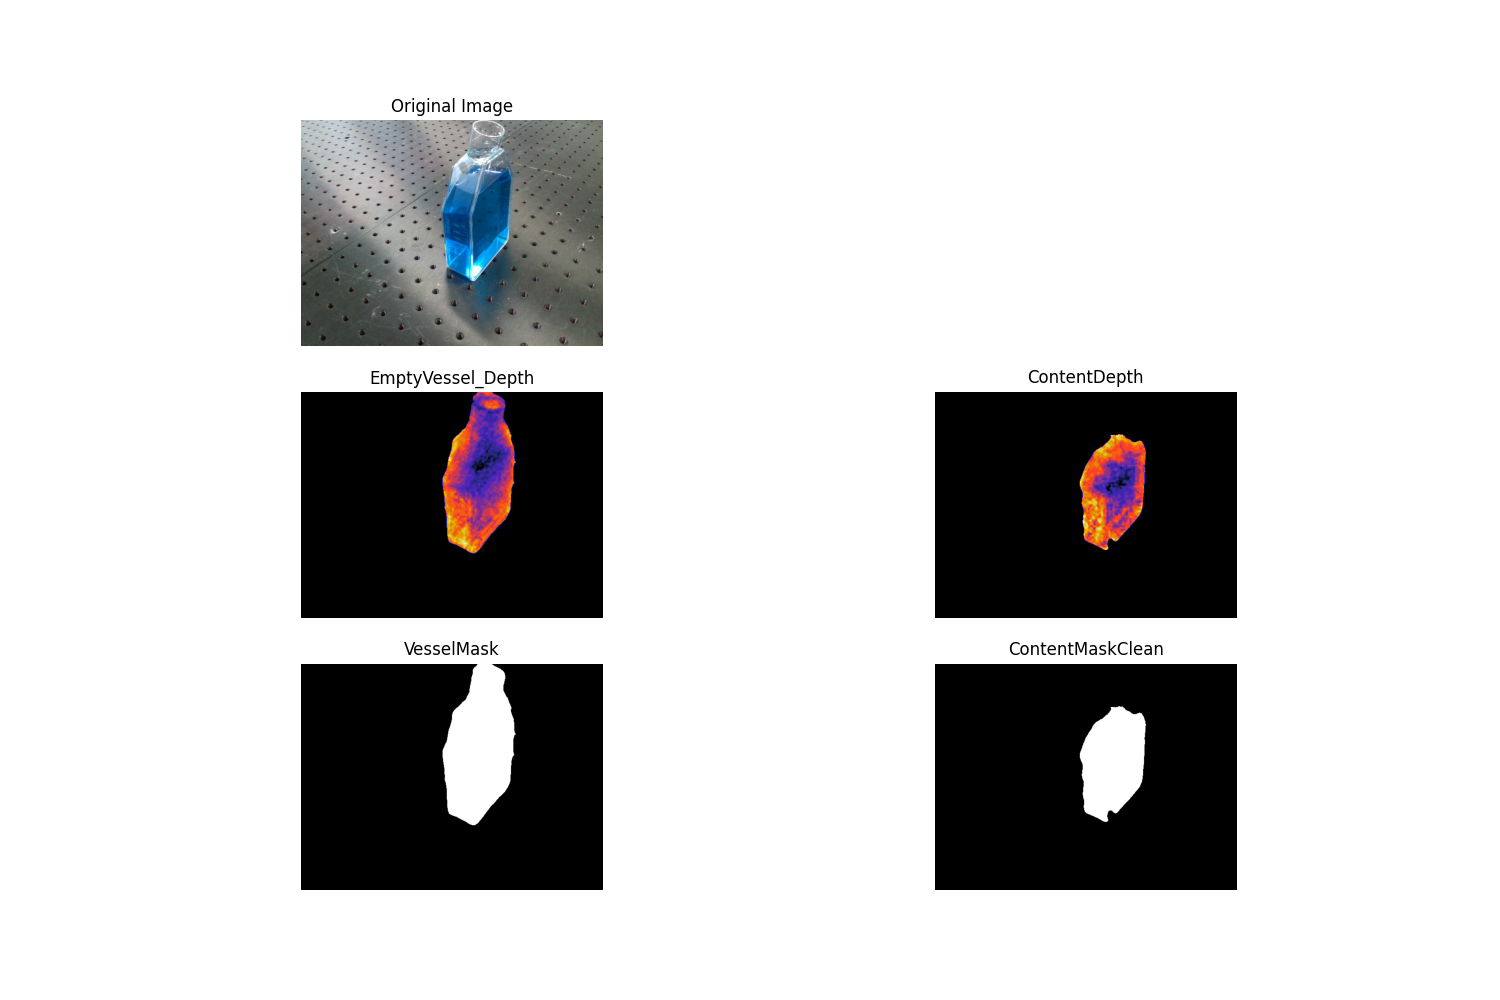 Original Image
EmptyVessel_Depth
ContentDepth
VesselMask
ContentMaskClean